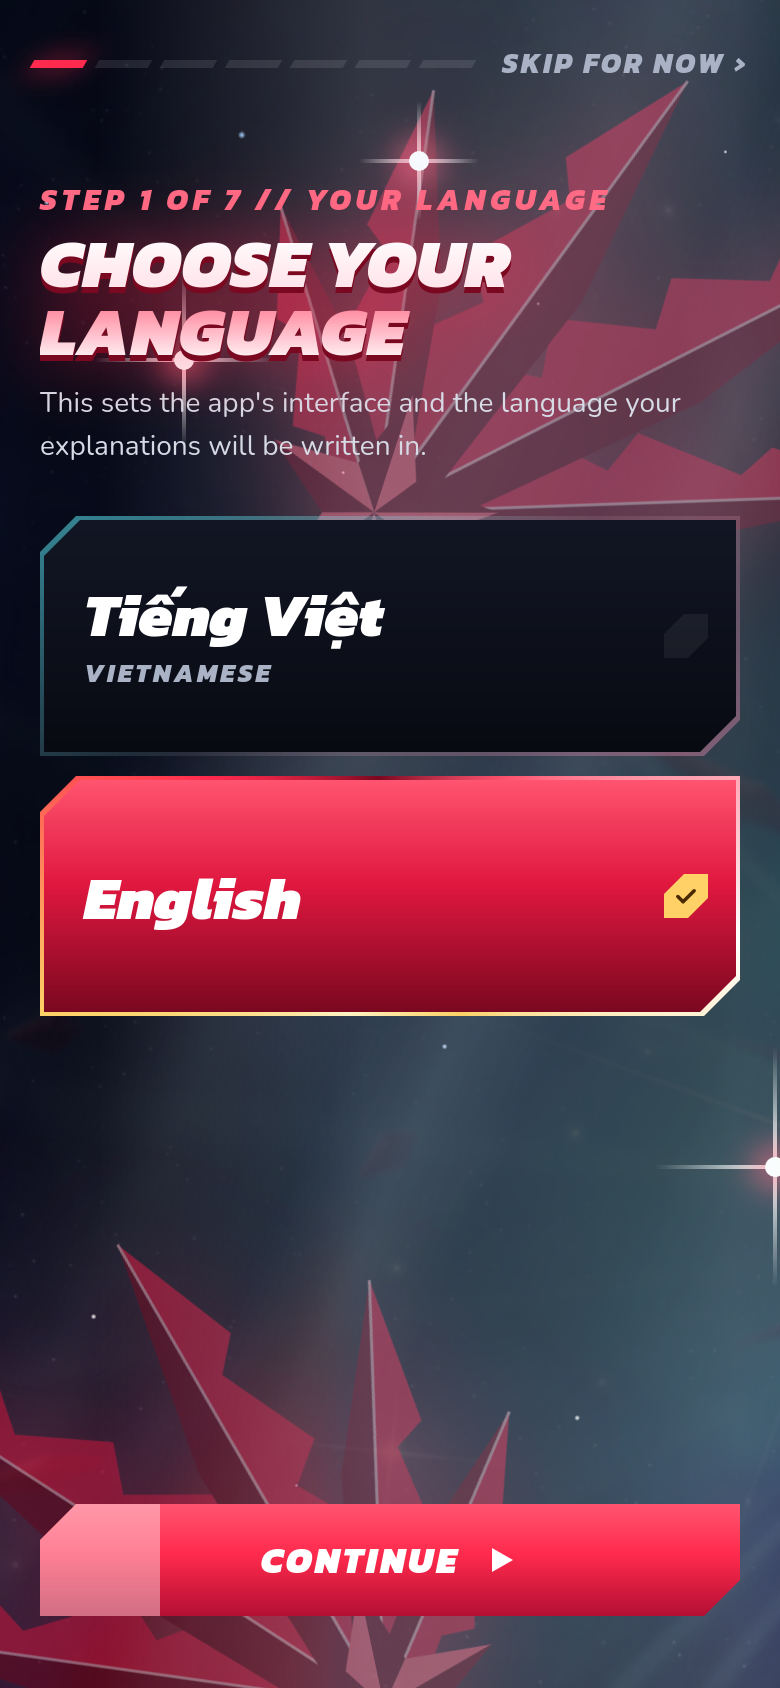 SKIP FOR NOW >
STEP 1 OF 7 // YOUR LANGUAGE
CHOOSE YOUR
LANGUAGE
This sets the app's interface and the language your
explanations will be written in.
Tiếng Việt
VIETNAMESE
English
CONTINUE